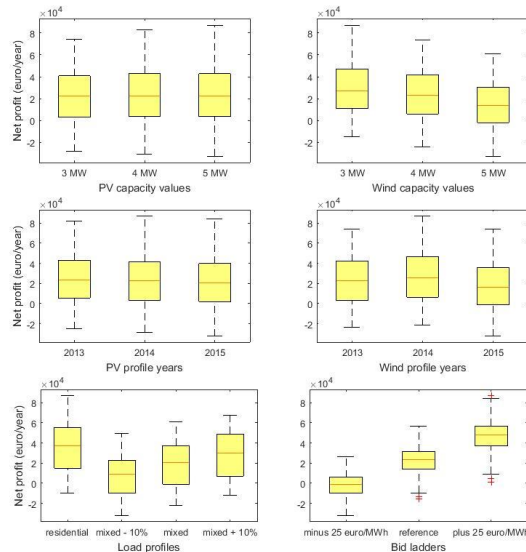 ×10⁴ ×10⁴
8 8
6 6
4 4
2 2
0 0
-2 -2
Net profit (euro/year)
3 MW 4 MW 5 MW
PV capacity values
3 MW 4 MW 5 MW
Wind capacity values
×10⁴ ×10⁴
8 8
6 6
4 4
2 2
0 0
-2 -2
Net profit (euro/year)
2013 2014 2015
PV profile years
2013 2014 2015
Wind profile years
×10⁴ ×10⁴
8 8
6 6
4 4
2 2
0 0
-2 -2
Net profit (euro/year)
residential mixed - 10% mixed mixed + 10%
Load profiles
minus 25 euro/MWh reference plus 25 euro/MWh
Bid ladders